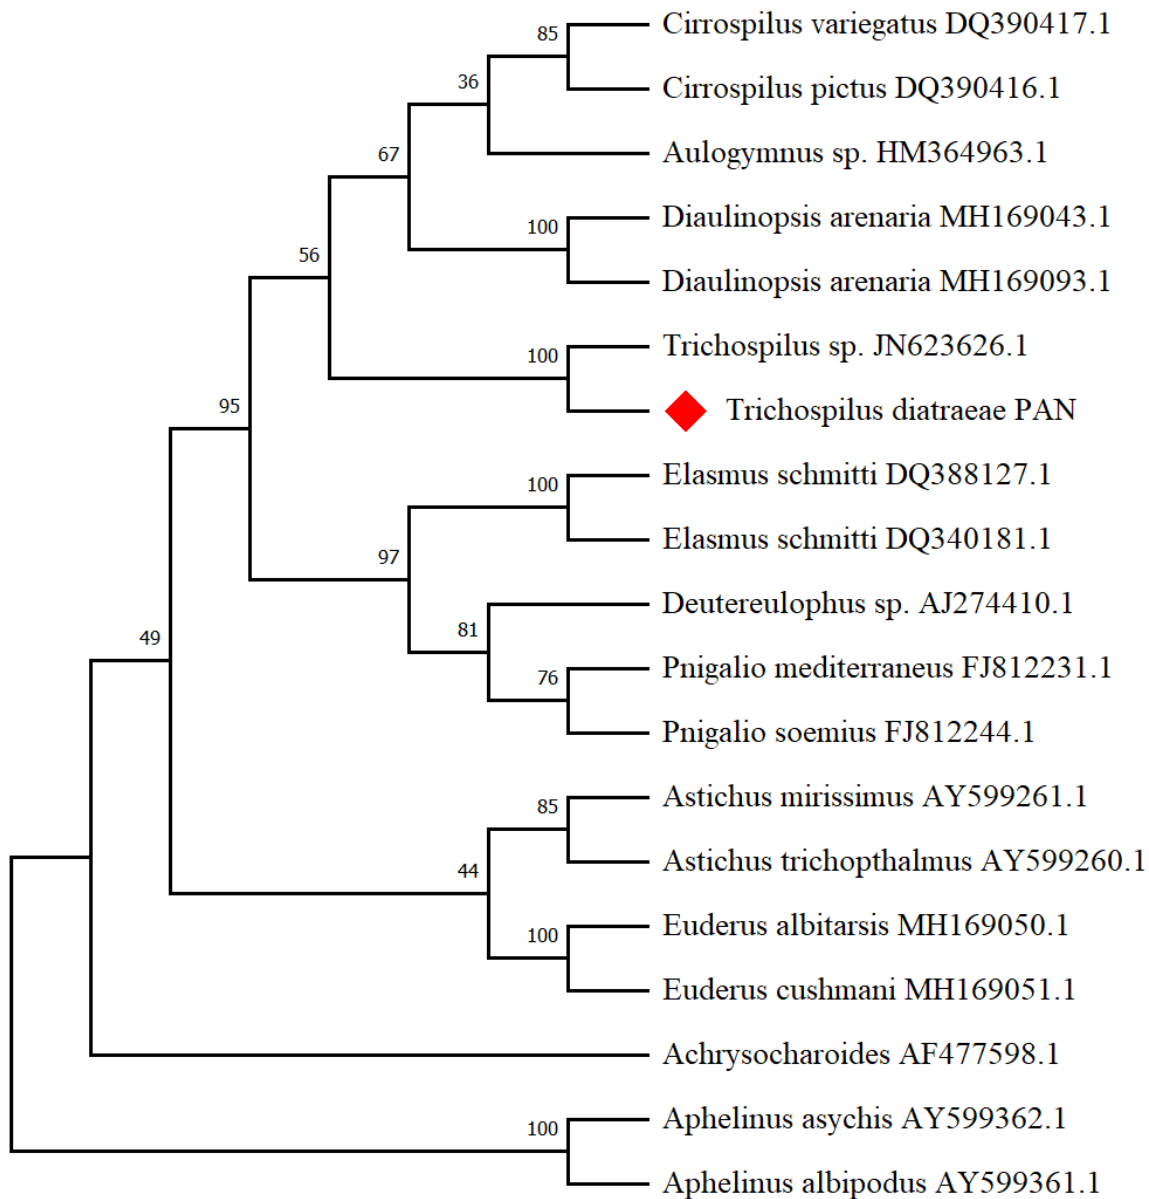 Cirrospilus variegatus DQ390417.1
85
Cirrospilus pictus DQ390416.1
36
Aulogymnus sp. HM364963.1
67
Diaulinopsis arenaria MH169043.1
100
Diaulinopsis arenaria MH169093.1
56
Trichospilus sp. JN623626.1
100
Trichospilus diatraeae PAN
95
Elasmus schmitti DQ388127.1
100
Elasmus schmitti DQ340181.1
97
Deutereulophus sp. AJ274410.1
81
Pnigalio mediterraneus FJ812231.1
76
Pnigalio soemius FJ812244.1
49
Astichus mirissimus AY599261.1
85
Astichus trichopthalmus AY599260.1
44
Euderus albitarsis MH169050.1
100
Euderus cushmani MH169051.1
Achrysocharoides AF477598.1
Aphelinus asychis AY599362.1
100
Aphelinus albipodus AY599361.1